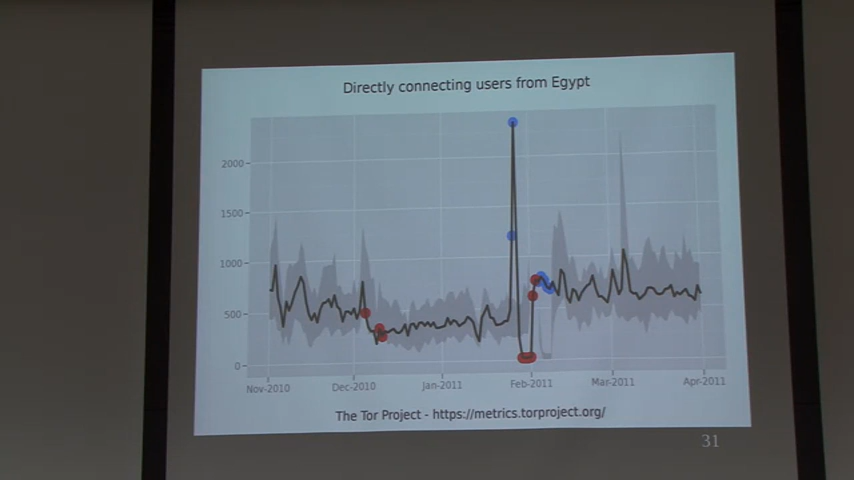 Directly connecting users from Egypt
2000
1500
1000
500
0
Nov-2010 Dec-2010 Jan-2011 Feb-2011 Mar-2011 Apr-2011
The Tor Project - https://metrics.torproject.org/
31